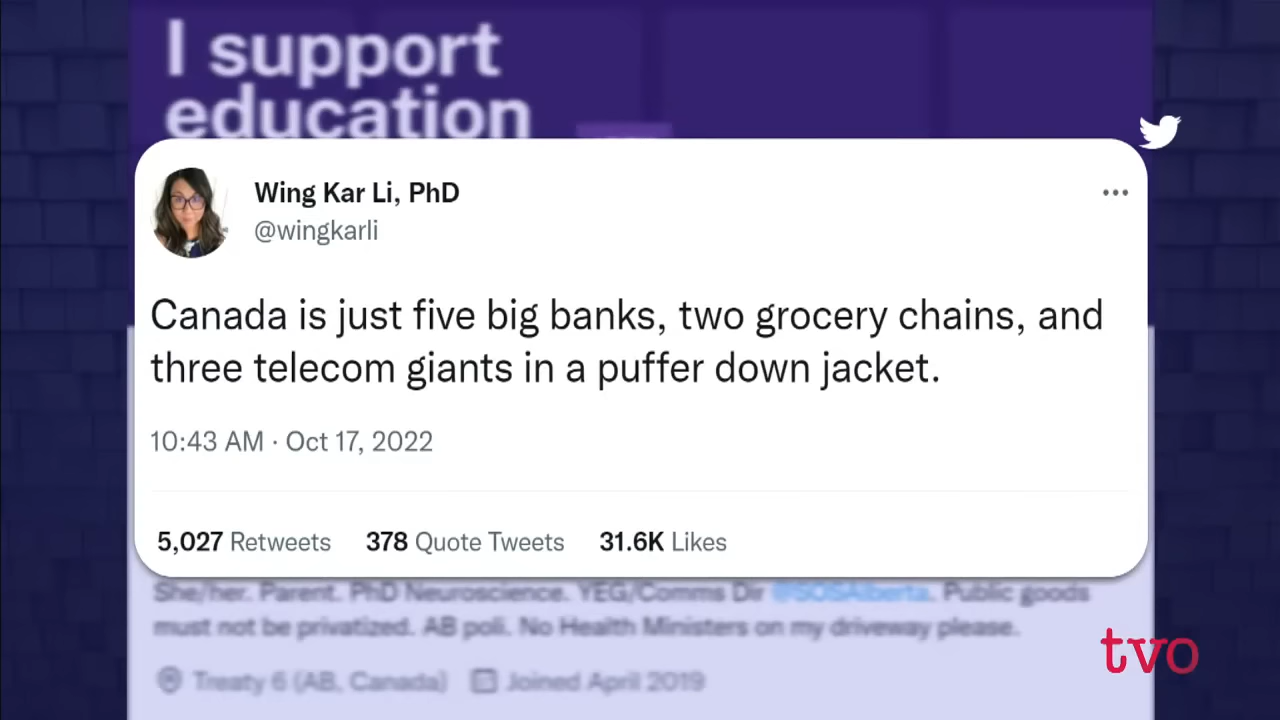 I support
education
Wing Kar Li, PhD
@wingkarli
Canada is just five big banks, two grocery chains, and
three telecom giants in a puffer down jacket.
10:43 AM · Oct 17, 2022
5,027 Retweets 378 Quote Tweets 31.6K Likes
She/her. Parent. PhD Neuroscience. YEG/Comms Dir @SOSAlberta. Public goods
must not be privatized. AB poli. No Health Ministers on my driveway please.
Treaty 6 (AB, Canada) Joined April 2019
tvo